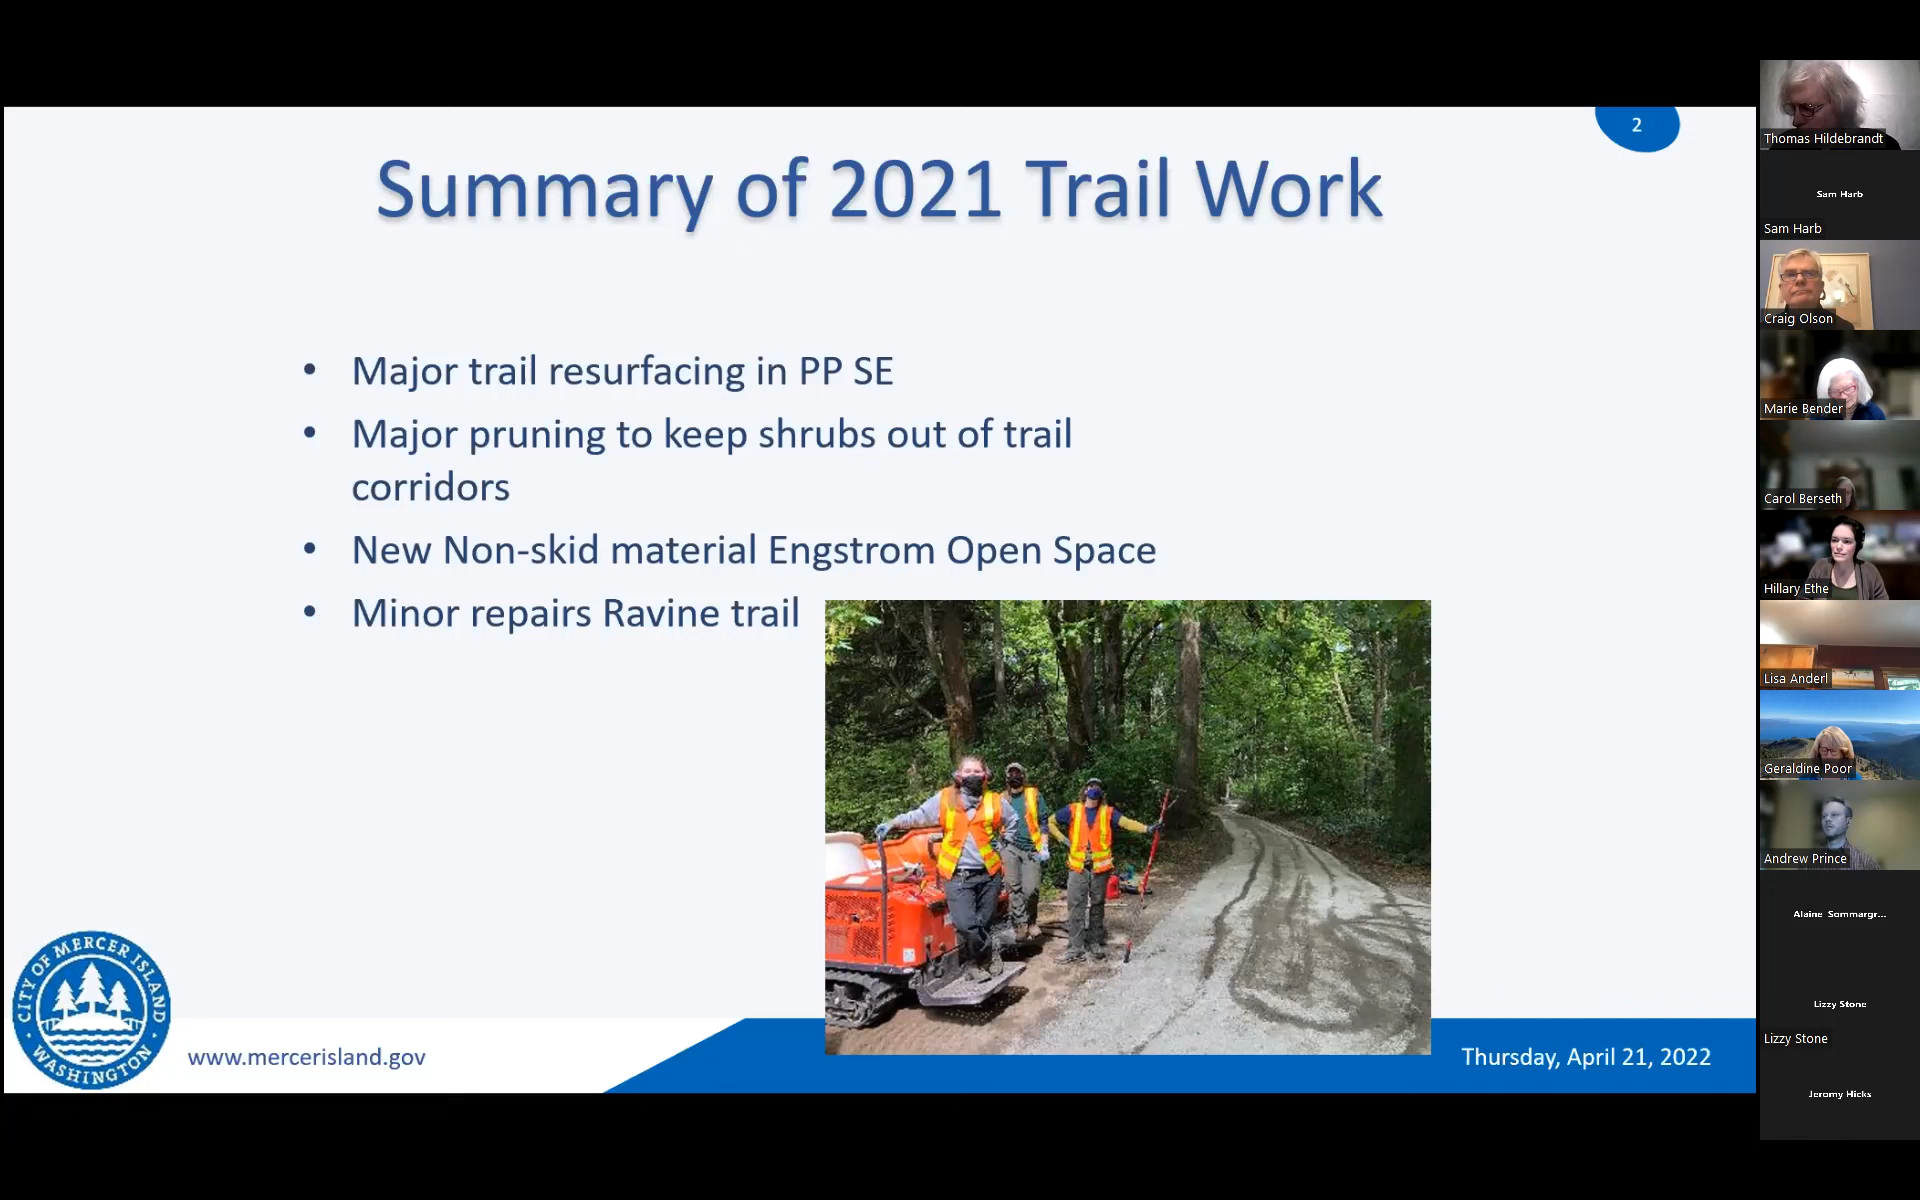 2
Summary of 2021 Trail Work
• Major trail resurfacing in PP SE
• Major pruning to keep shrubs out of trail
corridors
• New Non-skid material Engstrom Open Space
• Minor repairs Ravine trail
CITY OF MERCER ISLAND
WASHINGTON
www.mercerisland.gov
Thursday, April 21, 2022
Thomas Hildebrandt
Sam Harb
Sam Harb
Craig Olson
Marie Bender
Carol Berseth
Hillary Ethe
Lisa Anderl
Geraldine Poor
Andrew Prince
Alaine Sommargr...
Lizzy Stone
Lizzy Stone
Jeromy Hicks